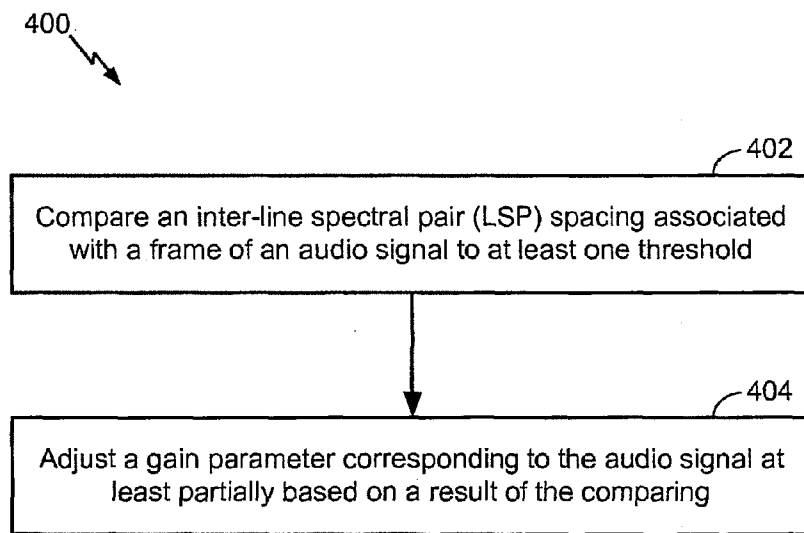 400
402
Compare an inter-line spectral pair (LSP) spacing associated
with a frame of an audio signal to at least one threshold
404
Adjust a gain parameter corresponding to the audio signal at
least partially based on a result of the comparing